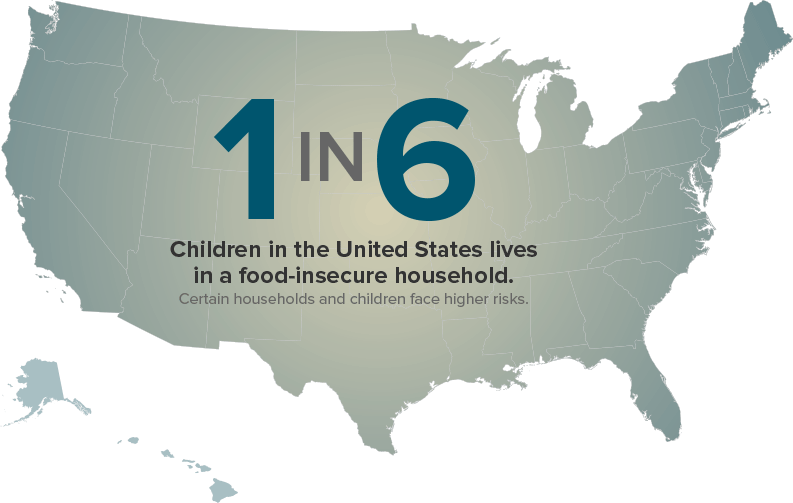 1 IN 6
Children in the United States lives
in a food-insecure household.
Certain households and children face higher risks.